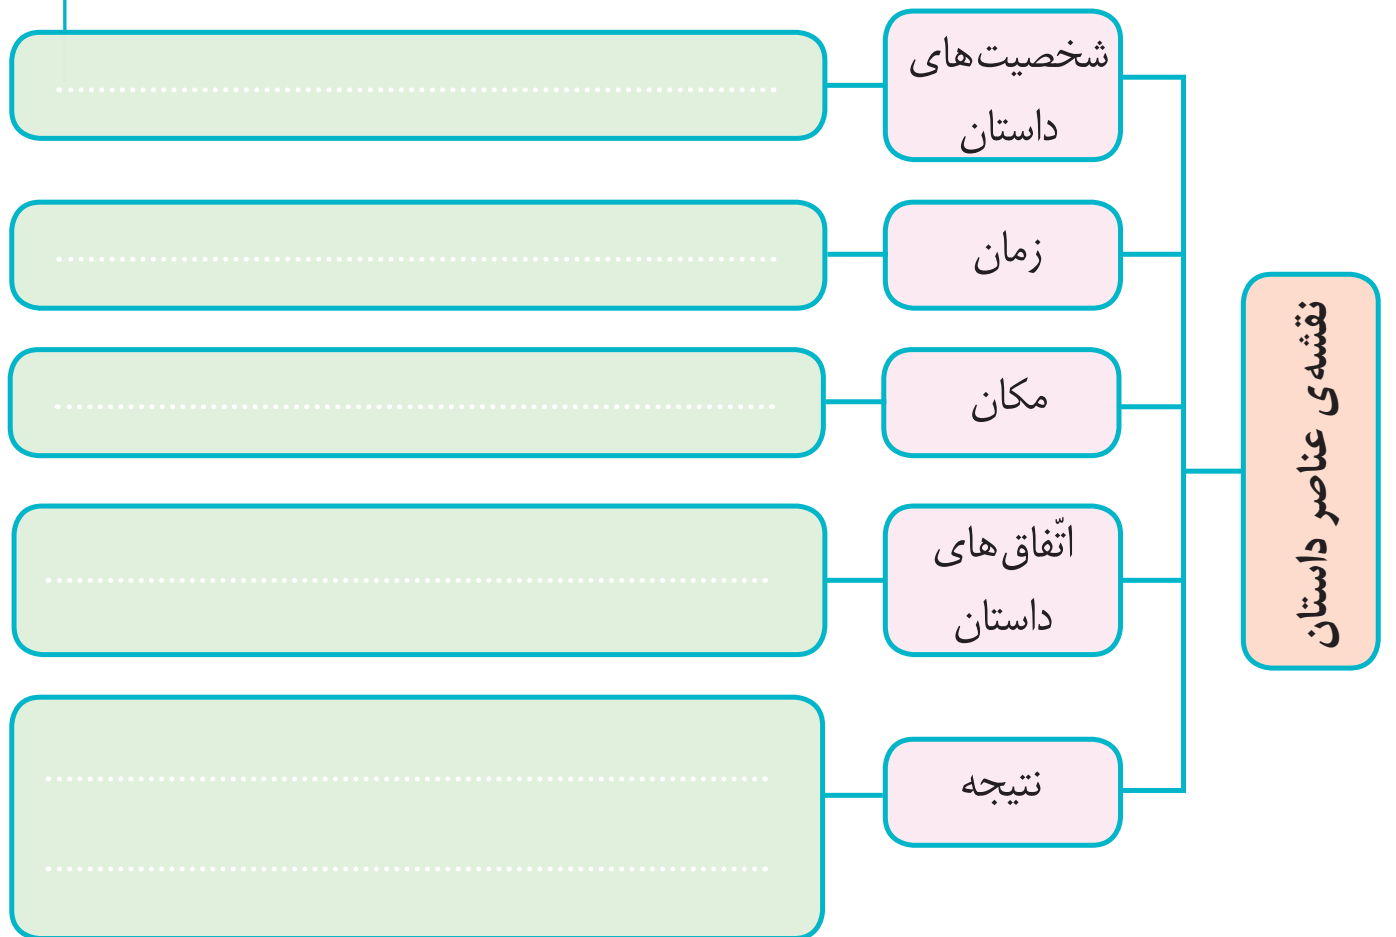 نقشه‌ی عناصر داستان
شخصیت‌های
داستان
زمان
مکان
اتّفاق‌های
داستان
نتیجه